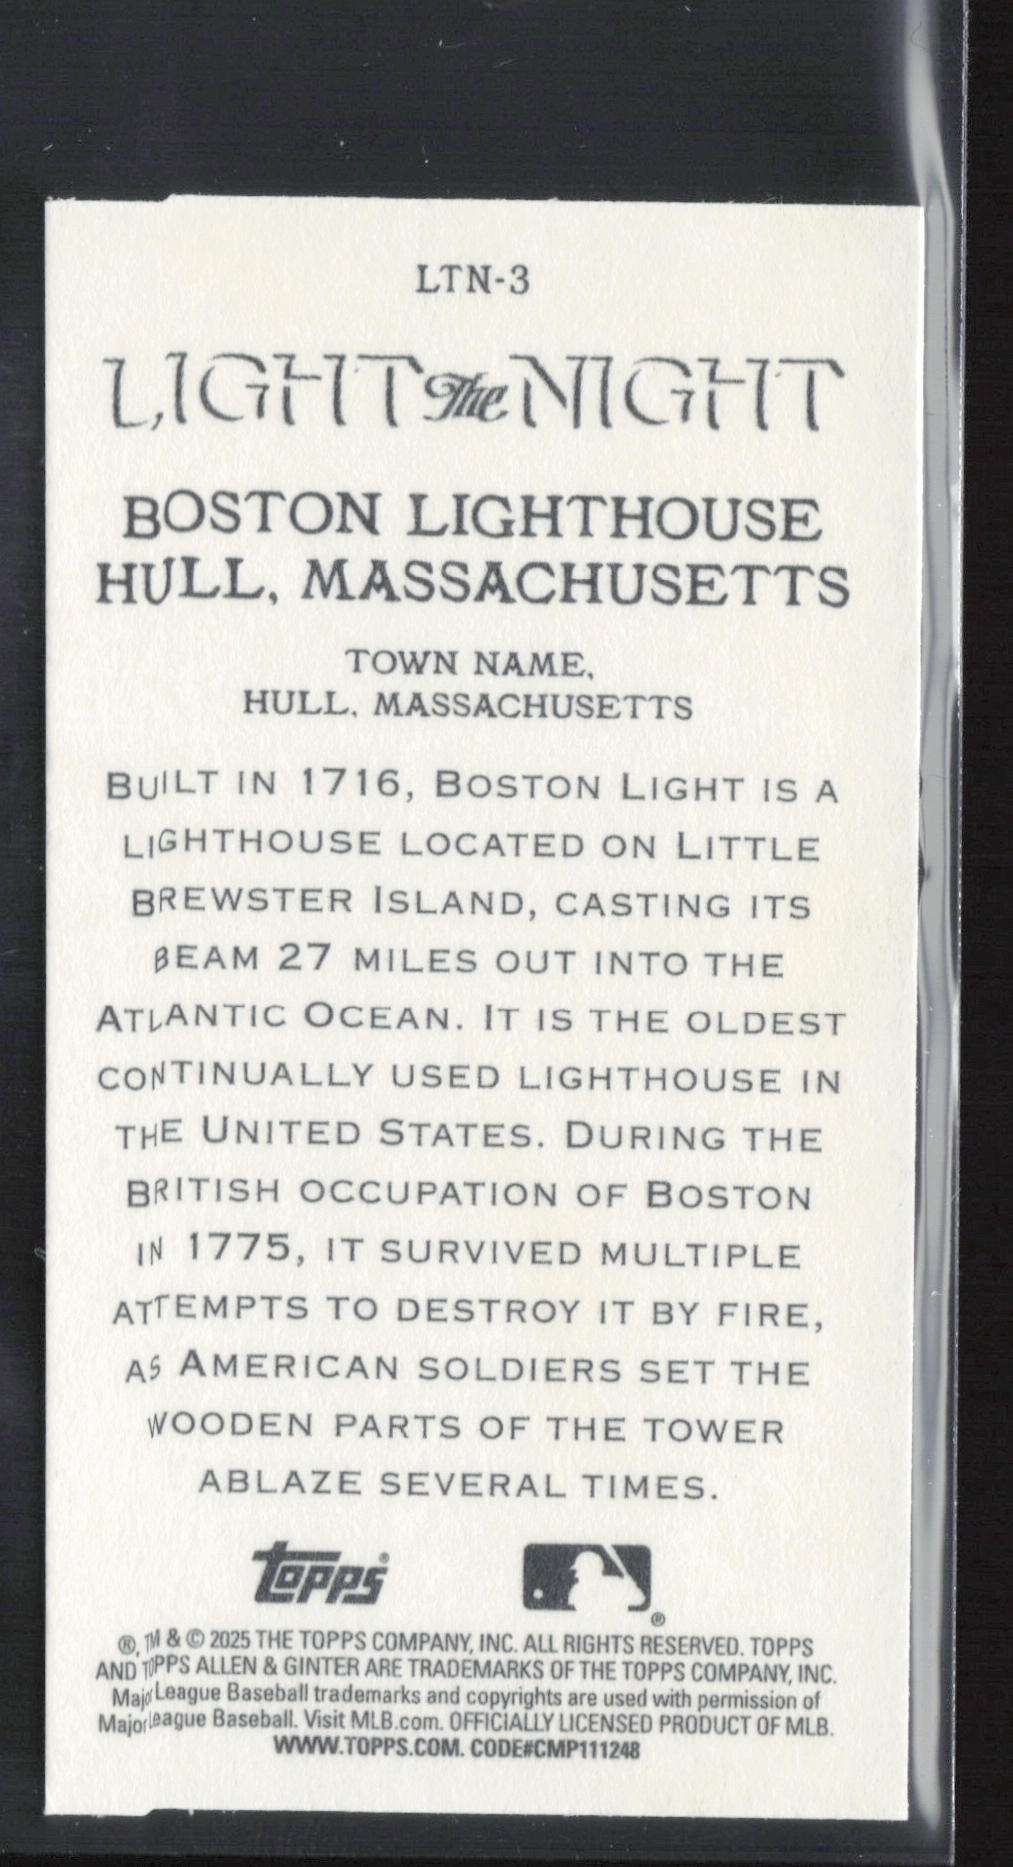 LTN-3
LIGHT The NIGHT
BOSTON LIGHTHOUSE
HULL, MASSACHUSETTS
TOWN NAME,
HULL, MASSACHUSETTS
BUILT IN 1716, BOSTON LIGHT IS A
LIGHTHOUSE LOCATED ON LITTLE
BREWSTER ISLAND, CASTING ITS
BEAM 27 MILES OUT INTO THE
ATLANTIC OCEAN. IT IS THE OLDEST
CONTINUALLY USED LIGHTHOUSE IN
THE UNITED STATES. DURING THE
BRITISH OCCUPATION OF BOSTON
IN 1775, IT SURVIVED MULTIPLE
ATTEMPTS TO DESTROY IT BY FIRE,
AS AMERICAN SOLDIERS SET THE
WOODEN PARTS OF THE TOWER
ABLAZE SEVERAL TIMES.
topps®
®
®, TM & © 2025 THE TOPPS COMPANY, INC. ALL RIGHTS RESERVED. TOPPS
AND TOPPS ALLEN & GINTER ARE TRADEMARKS OF THE TOPPS COMPANY, INC.
Major League Baseball trademarks and copyrights are used with permission of
Major League Baseball. Visit MLB.com. OFFICIALLY LICENSED PRODUCT OF MLB.
WWW.TOPPS.COM. CODE#CMP111248